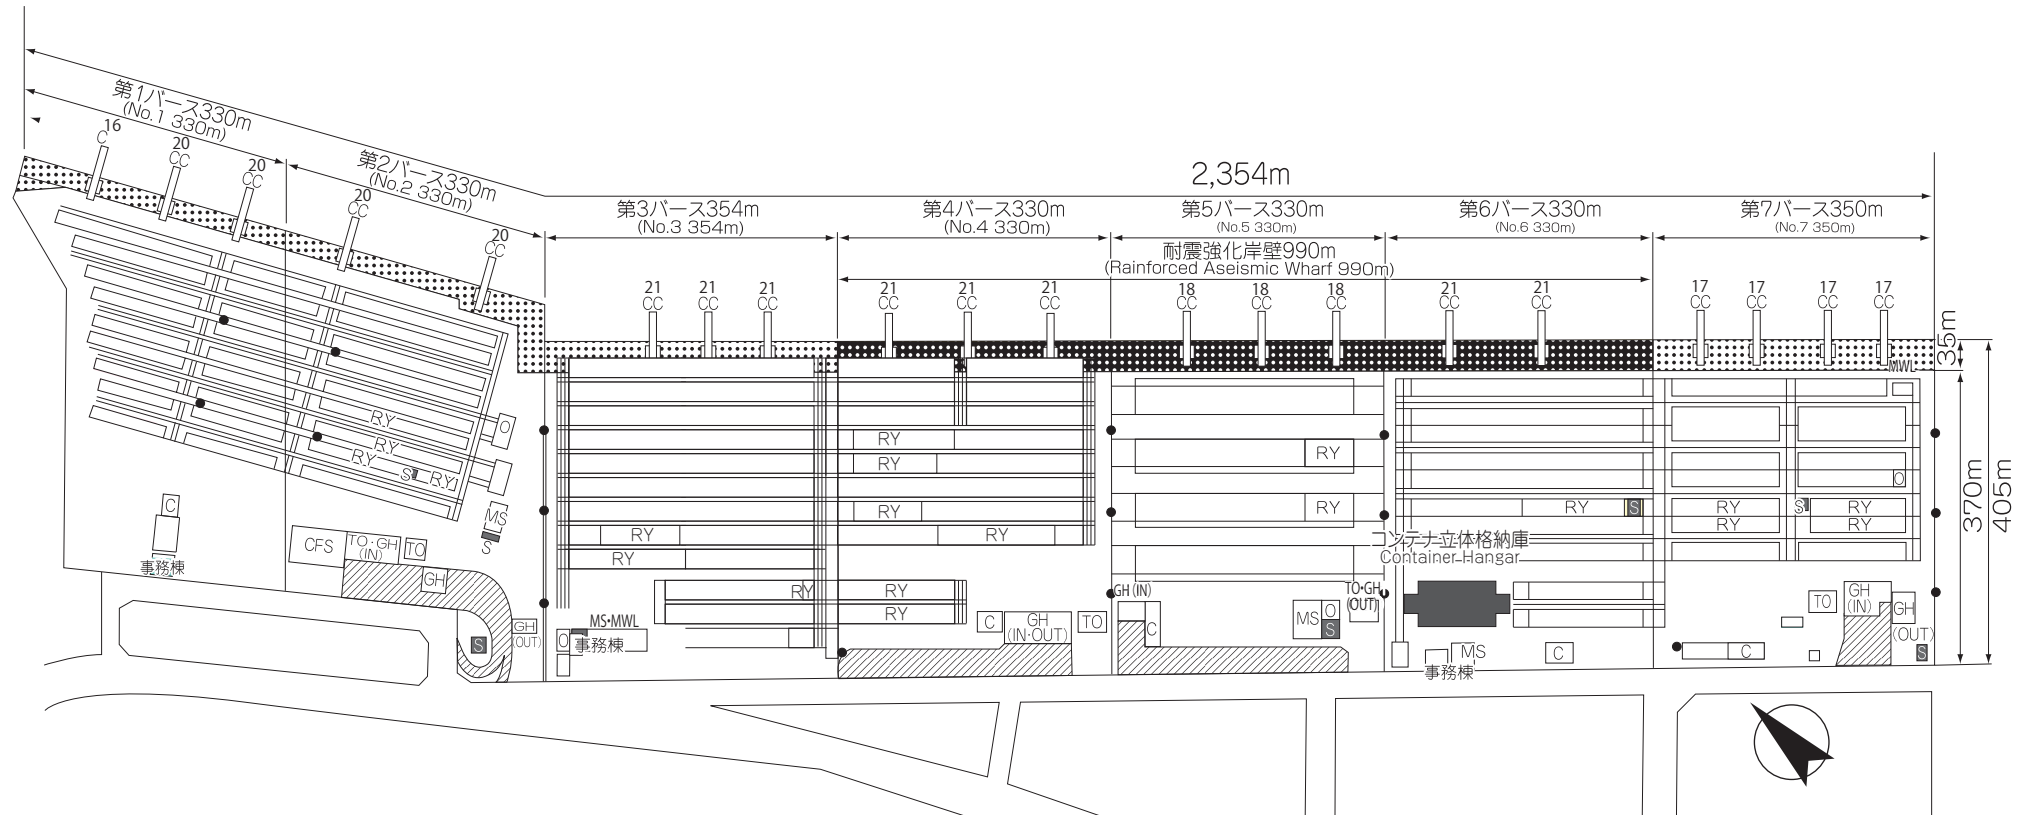 第1バース330m
(No.1 330m)
第2バース330m
(No.2 330m)
2,354m
第3バース354m
(No.3 354m)
第4バース330m
(No.4 330m)
第5バース330m
(No.5 330m)
第6バース330m
(No.6 330m)
第7バース350m
(No.7 350m)
耐震強化岸壁990m
(Rainforced Aseismic Wharf 990m)
16
C
20
CC
20
CC
20
CC
20
CC
21
CC
21
CC
21
CC
21
CC
21
CC
21
CC
18
CC
18
CC
18
CC
21
CC
21
CC
17
CC
17
CC
17
CC
17
CC
35m
370m
405m
MWL
RY
RY
RY
S
RY
O
C
事務棟
MS
S
CFS
TO・GH
(IN)
TO
GH
S
GH
(OUT)
RY
RY
RY
MS・MWL
O
事務棟
RY
RY
RY
RY
RY
RY
C
GH
(IN・OUT)
TO
RY
RY
GH(IN)
C
MS
O
S
TO・GH
(OUT)
RY
S
コンテナ立体格納庫
Container Hangar
MS
事務棟
C
O
RY
S
RY
RY
RY
TO
GH
(IN)
GH
(OUT)
S
C